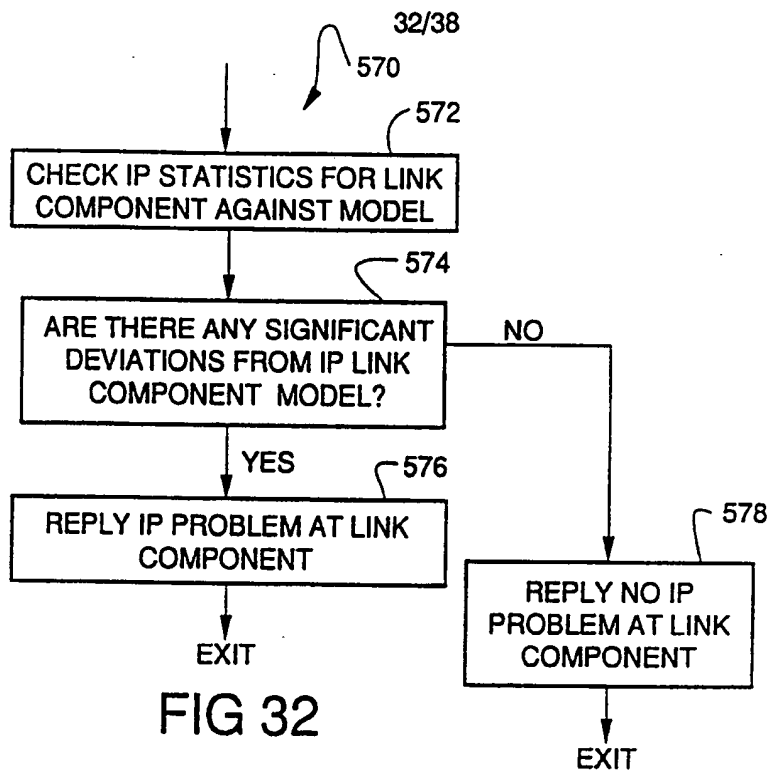 32/38
570
572
CHECK IP STATISTICS FOR LINK
COMPONENT AGAINST MODEL
574
ARE THERE ANY SIGNIFICANT
DEVIATIONS FROM IP LINK
COMPONENT MODEL?
NO
YES
576
REPLY IP PROBLEM AT LINK
COMPONENT
EXIT
578
REPLY NO IP
PROBLEM AT LINK
COMPONENT
EXIT
FIG 32